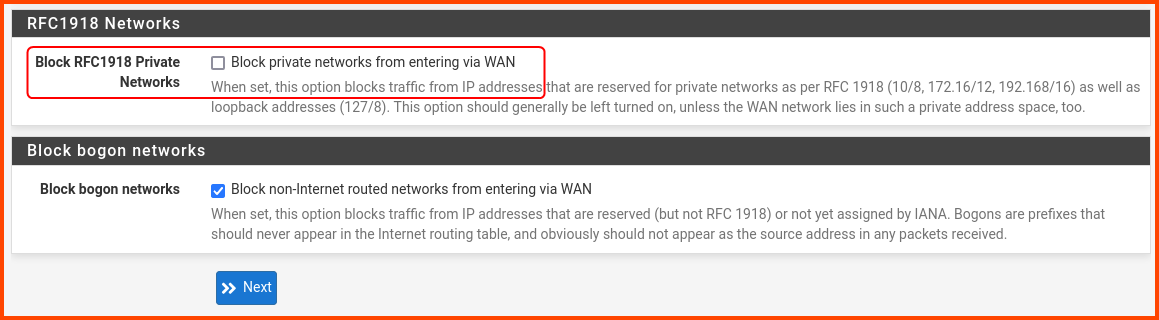 RFC1918 Networks
Block RFC1918 Private Networks
Block private networks from entering via WAN
When set, this option blocks traffic from IP addresses that are reserved for private networks as per RFC 1918 (10/8, 172.16/12, 192.168/16) as well as
loopback addresses (127/8). This option should generally be left turned on, unless the WAN network lies in such a private address space, too.
Block bogon networks
Block bogon networks
Block non-Internet routed networks from entering via WAN
When set, this option blocks traffic from IP addresses that are reserved (but not RFC 1918) or not yet assigned by IANA. Bogons are prefixes that
should never appear in the Internet routing table, and obviously should not appear as the source address in any packets received.
Next